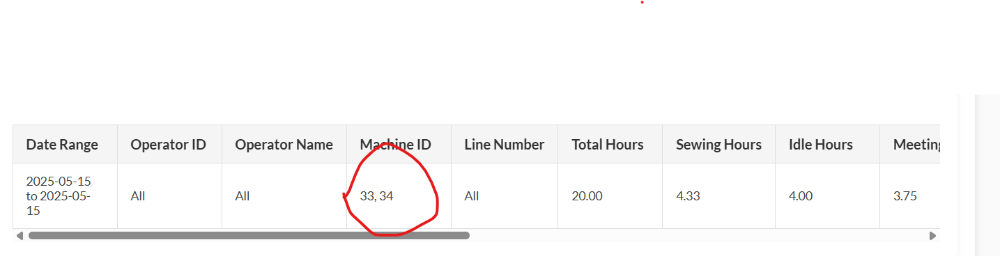 Date Range Operator ID Operator Name Machine ID Line Number Total Hours Sewing Hours Idle Hours Meeting
2025-05-15
to 2025-05-
15
All All 33, 34 All 20.00 4.33 4.00 3.75